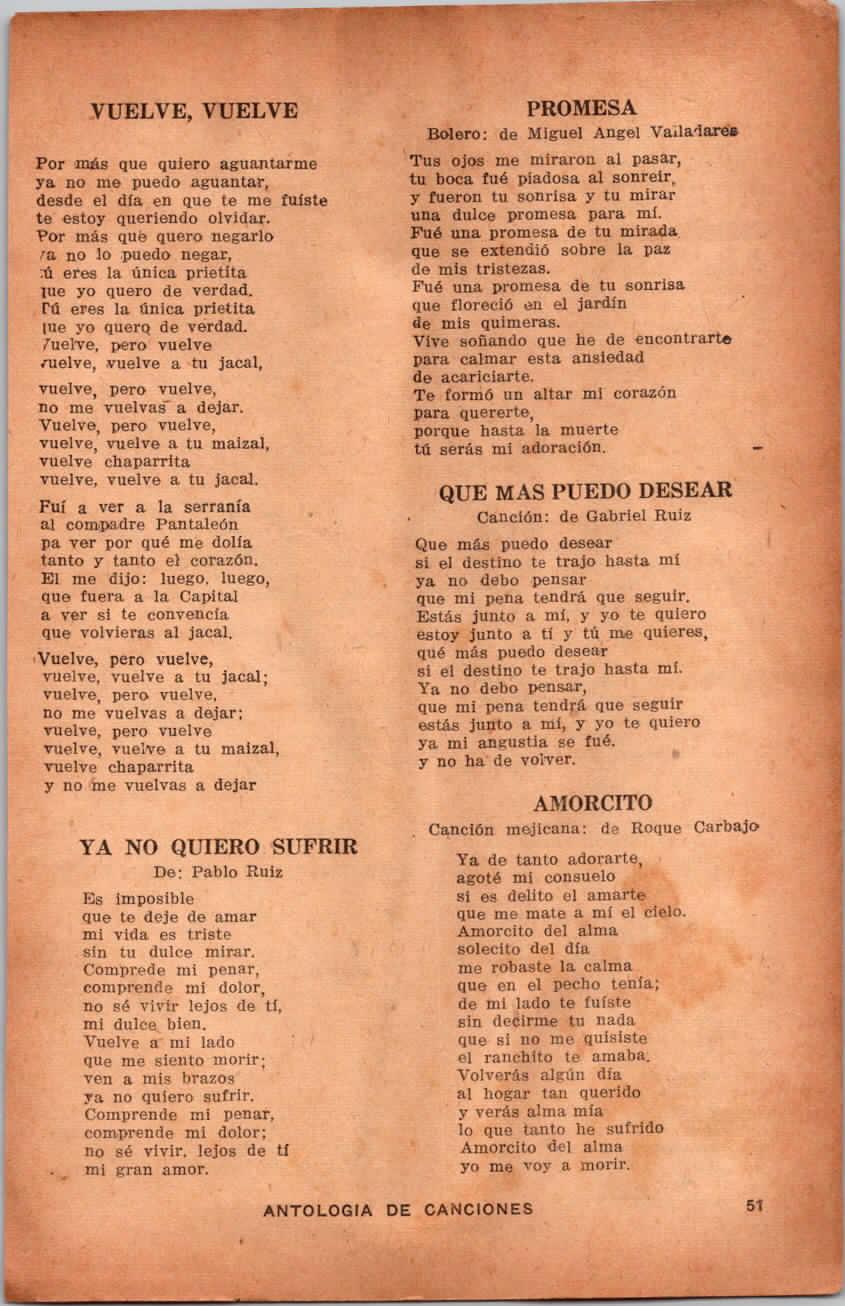 VUELVE, VUELVE
Por más que quiero aguantarme
ya no me puedo aguantar,
desde el día en que te me fuíste
te estoy queriendo olvidar.
Por más que quero negarlo
ya no lo puedo negar,
tú eres la única prietita
que yo quero de verdad.
Tú eres la única prietita
que yo quero de verdad.
Vuelve, pero vuelve
vuelve, vuelve a tu jacal,
vuelve, pero vuelve,
no me vuelvas a dejar.
Vuelve, pero vuelve,
vuelve, vuelve a tu maizal,
vuelve chaparrita
vuelve, vuelve a tu jacal.
Fuí a ver a la serranía
al compadre Pantaleón
pa ver por qué me dolía
tanto y tanto el corazón.
El me dijo: luego, luego,
que fuera a la Capital
a ver si te convencía
que volvieras al jacal.
Vuelve, pero vuelve,
vuelve, vuelve a tu jacal;
vuelve, pero vuelve,
no me vuelvas a dejar;
vuelve, pero vuelve
vuelve, vuelve a tu maizal,
vuelve chaparrita
y no me vuelvas a dejar
YA NO QUIERO SUFRIR
De: Pablo Ruiz
Es imposible
que te deje de amar
mi vida es triste
sin tu dulce mirar.
Comprede mi penar,
comprende mi dolor,
no sé vivir lejos de tí,
mi dulce bien.
Vuelve a mi lado
que me siento morir;
ven a mis brazos
ya no quiero sufrir.
Comprende mi penar,
comprende mi dolor;
no sé vivir, lejos de tí
mi gran amor.
PROMESA
Bolero: de Miguel Angel Valladares
Tus ojos me miraron al pasar,
tu boca fué piadosa al sonreir,
y fueron tu sonrisa y tu mirar
una dulce promesa para mí.
Fué una promesa de tu mirada
que se extendió sobre la paz
de mis tristezas.
Fué una promesa de tu sonrisa
que floreció en el jardín
de mis quimeras.
Vive soñando que he de encontrarte
para calmar esta ansiedad
de acariciarte.
Te formó un altar mi corazón
para quererte,
porque hasta la muerte
tú serás mi adoración.
QUE MAS PUEDO DESEAR
Canción: de Gabriel Ruiz
Que más puedo desear
si el destino te trajo hasta mí
ya no debo pensar
que mi pena tendrá que seguir.
Estás junto a mí, y yo te quiero
estoy junto a tí y tú me quieres,
qué más puedo desear
si el destino te trajo hasta mí.
Ya no debo pensar,
que mi pena tendrá que seguir
estás junto a mí, y yo te quiero
ya mi angustia se fué.
y no ha de volver.
AMORCITO
Canción mejicana: de Roque Carbajo
Ya de tanto adorarte,
agoté mi consuelo
si es delito el amarte
que me mate a mí el cielo.
Amorcito del alma
solecito del día
me robaste la calma
que en el pecho tenía;
de mi lado te fuíste
sin decirme tu nada
que si no me quisiste
el ranchito te amaba.
Volverás algún día
al hogar tan querido
y verás alma mía
lo que tanto he sufrido
Amorcito del alma
yo me voy a morir.
ANTOLOGIA DE CANCIONES
51